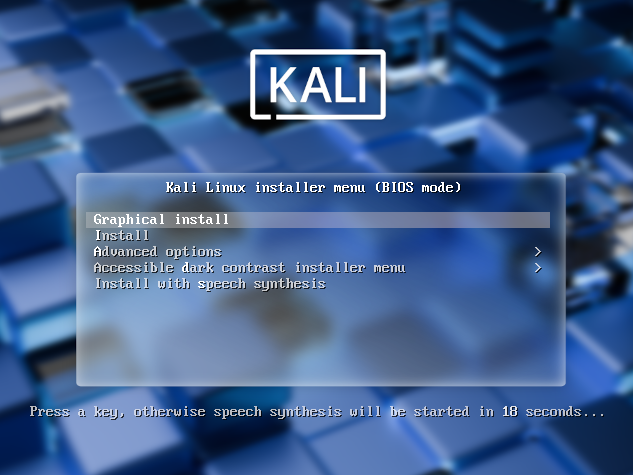 KALI
Kali Linux installer menu (BIOS mode)
Graphical install
Install
Advanced options >
Accessible dark contrast installer menu >
Install with speech synthesis
Press a key, otherwise speech synthesis will be started in 18 seconds...